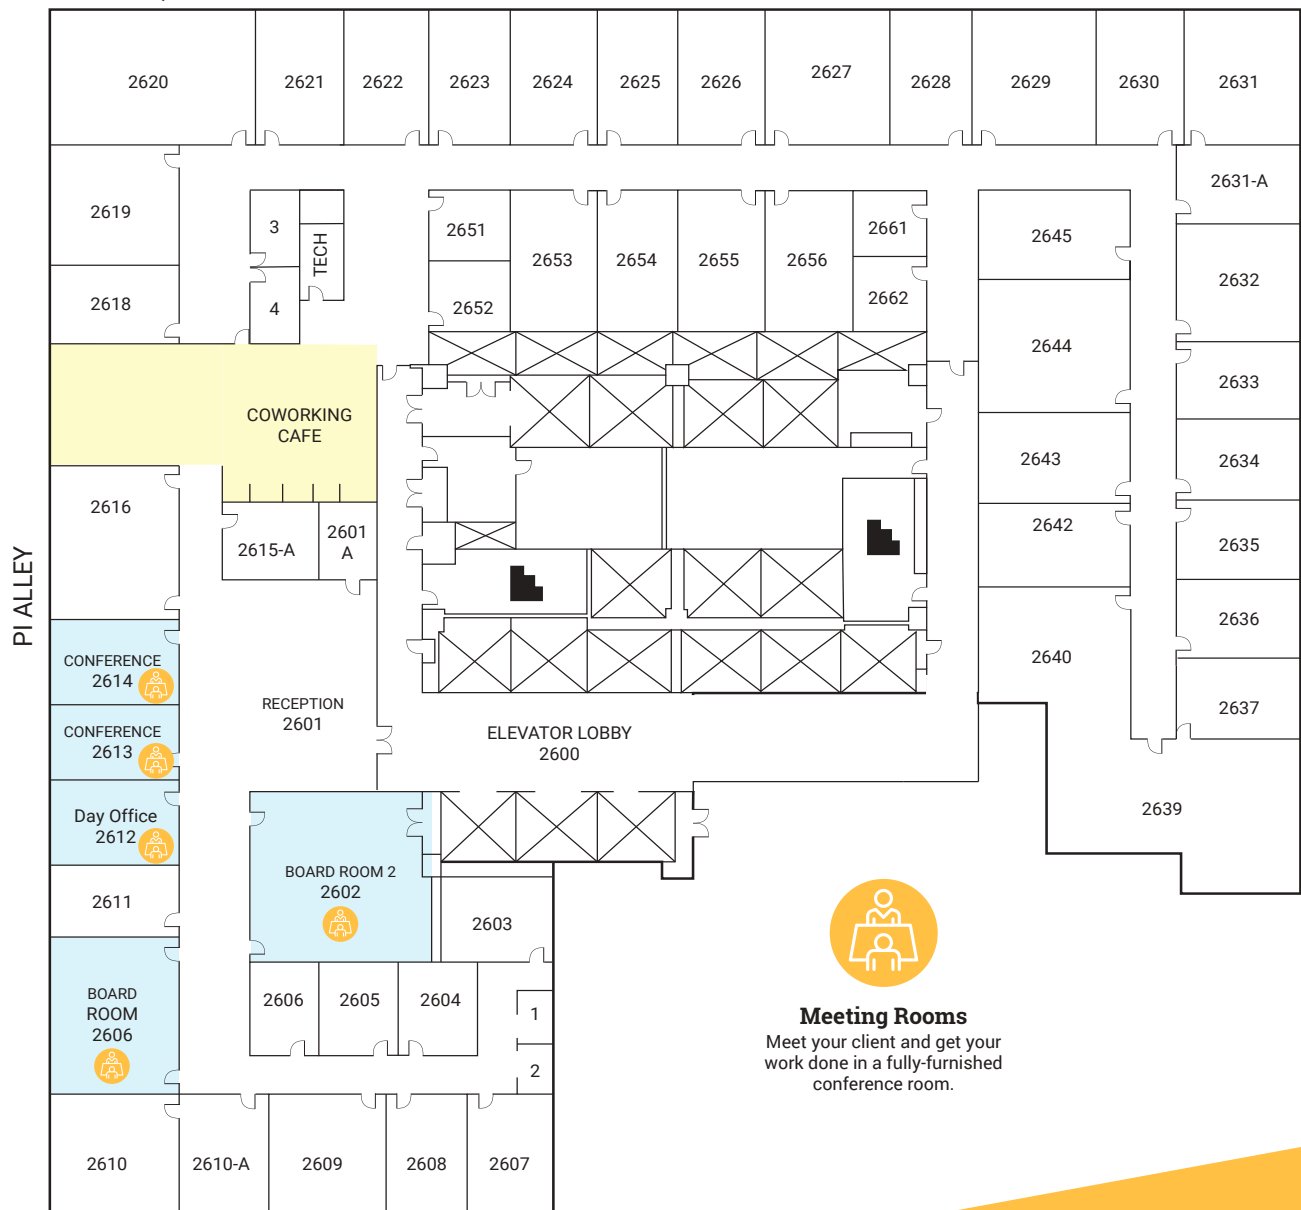 2620
2621
2622
2623
2624
2625
2626
2627
2628
2629
2630
2631
2619
3
TECH
2651
2653
2654
2655
2656
2661
2645
2631-A
2618
4
2652
2662
2644
2632
2633
COWORKING
CAFE
2643
2634
2616
2615-A
2601
A
2642
2635
PI ALLEY
2636
CONFERENCE
2614
RECEPTION
2601
2640
2637
CONFERENCE
2613
ELEVATOR LOBBY
2600
Day Office
2612
2639
2611
BOARD ROOM 2
2602
2603
BOARD
ROOM
2606
2606
2605
2604
1
2
Meeting Rooms
Meet your client and get your
work done in a fully-furnished
conference room.
2610
2610-A
2609
2608
2607